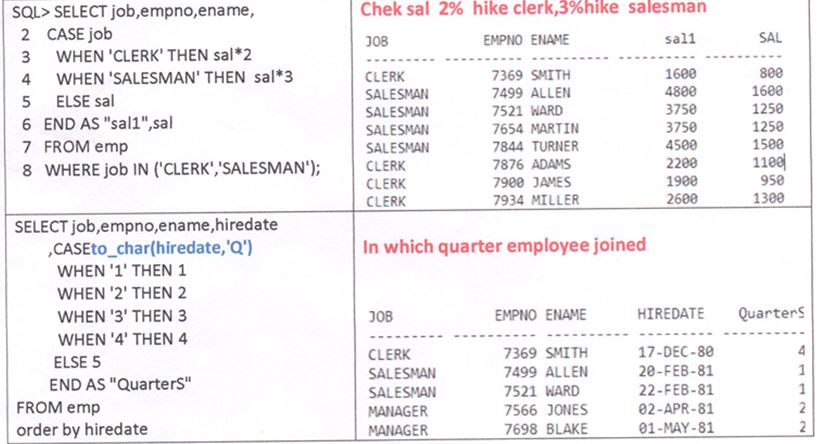 SQL> SELECT job,empno,ename,
2 CASE job
3 WHEN 'CLERK' THEN sal*2
4 WHEN 'SALESMAN' THEN sal*3
5 ELSE sal
6 END AS "sal1",sal
7 FROM emp
8 WHERE job IN ('CLERK','SALESMAN');
Chek sal 2% hike clerk,3%hike salesman
JOB EMPNO ENAME sal1 SAL
CLERK 7369 SMITH 1600 800
SALESMAN 7499 ALLEN 4800 1600
SALESMAN 7521 WARD 3750 1250
SALESMAN 7654 MARTIN 3750 1250
SALESMAN 7844 TURNER 4500 1500
CLERK 7876 ADAMS 2200 1100
CLERK 7900 JAMES 1900 950
CLERK 7934 MILLER 2600 1300
SELECT job,empno,ename,hiredate
,CASEto_char(hiredate,'Q')
WHEN '1' THEN 1
WHEN '2' THEN 2
WHEN '3' THEN 3
WHEN '4' THEN 4
ELSE 5
END AS "QuarterS"
FROM emp
order by hiredate
In which quarter employee joined
JOB EMPNO ENAME HIREDATE QuarterS
CLERK 7369 SMITH 17-DEC-80 4
SALESMAN 7499 ALLEN 20-FEB-81 1
SALESMAN 7521 WARD 22-FEB-81 1
MANAGER 7566 JONES 02-APR-81 2
MANAGER 7698 BLAKE 01-MAY-81 2